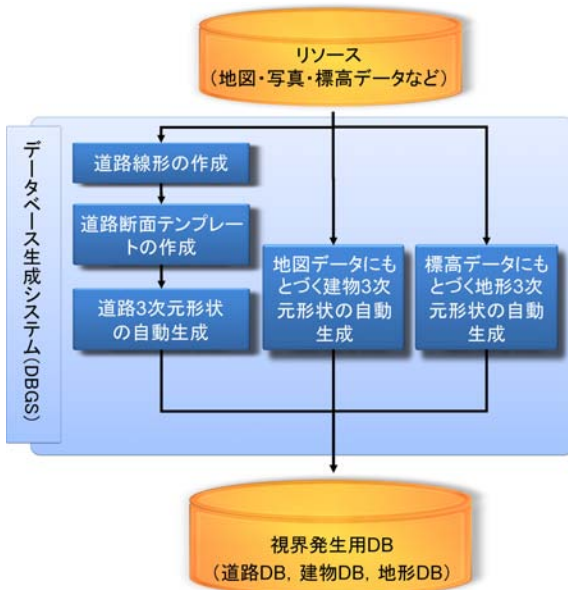 リソース
（地図・写真・標高データなど）
データベース生成システム(DBGS)
道路線形の作成
道路断面テンプレー
トの作成
道路3次元形状
の自動生成
地図データにも
とづく建物3次
元形状の自動
生成
標高データにも
とづく地形3次
元形状の自動
生成
視界発生用DB
（道路DB，建物DB，地形DB）